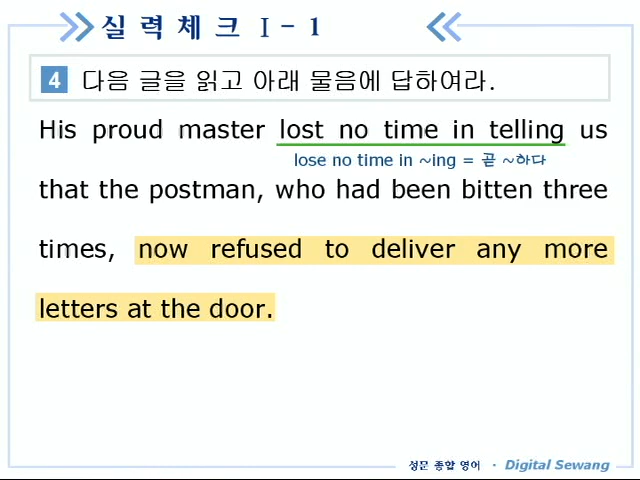 실력체크 I - 1
4 다음 글을 읽고 아래 물음에 답하여라.
His proud master lost no time in telling us
lose no time in ~ing = 곧 ~하다
that the postman, who had been bitten three
times, now refused to deliver any more
letters at the door.
성문 종합 영어 · Digital Sewang